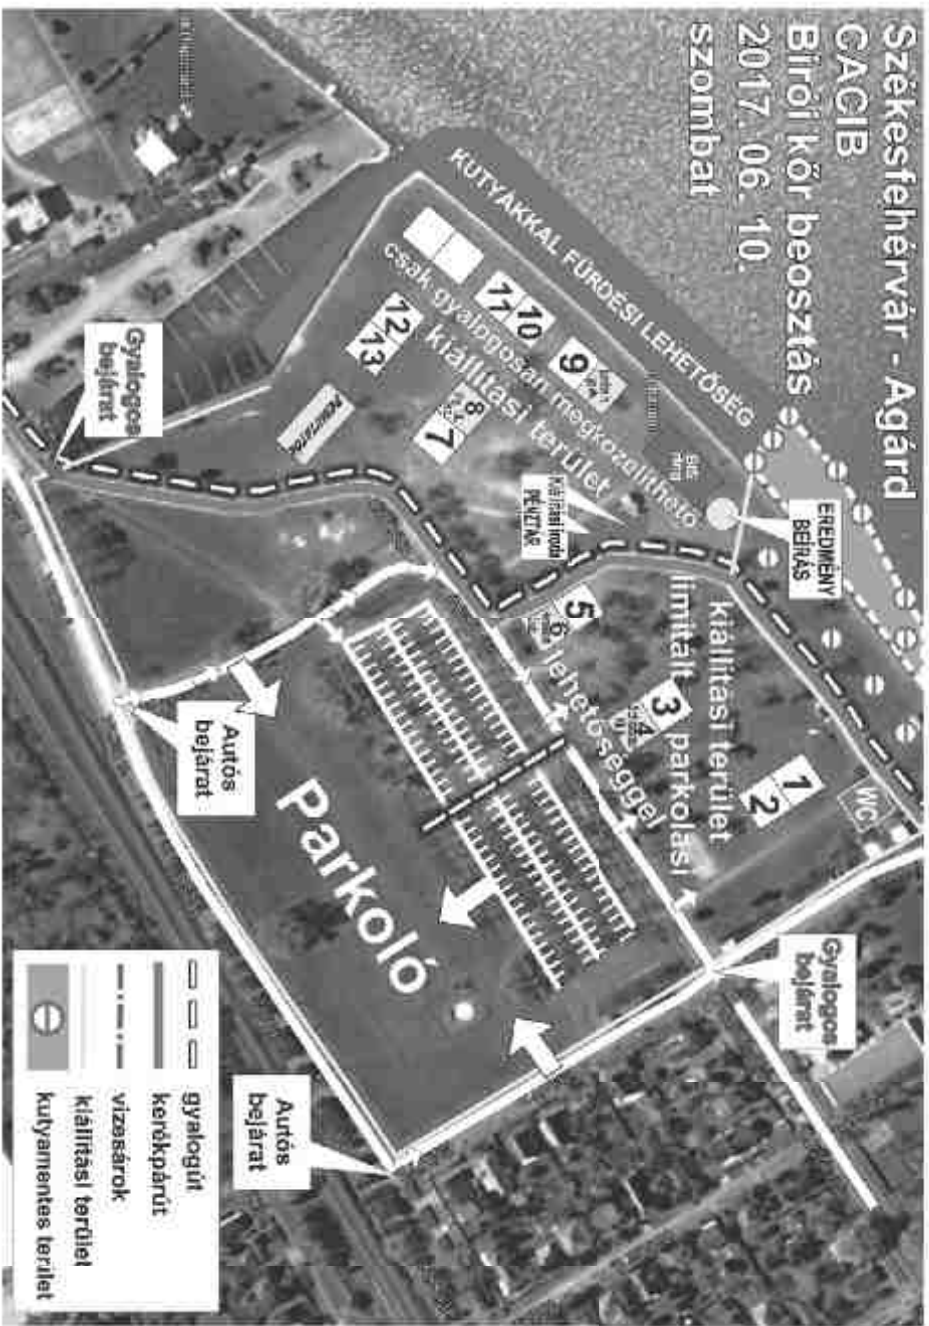 Székesfehérvár - Agárd
CACIB
Bírói kör beosztás
2017. 06. 10.
szombat
KUTYÁKKAL FÜRDÉSI LEHETŐSÉG
EREDMÉNY
BEÍRÁS
csak gyalogosan megközelíthető
kiállítási terület
11 10
9
12 13
8
7
BIS
ring
Kiállítási iroda
PÉNZTÁR
Gyalogos
bejárat
kiállítási terület
limitált parkolási
lehetőséggel
5 6
3 4
1 2
WC
Autós
bejárat
Parkoló
Gyalogos
bejárat
Autós
bejárat
gyalogút
kerékpárút
vizesárok
kiállítási terület
kutyamentes terület